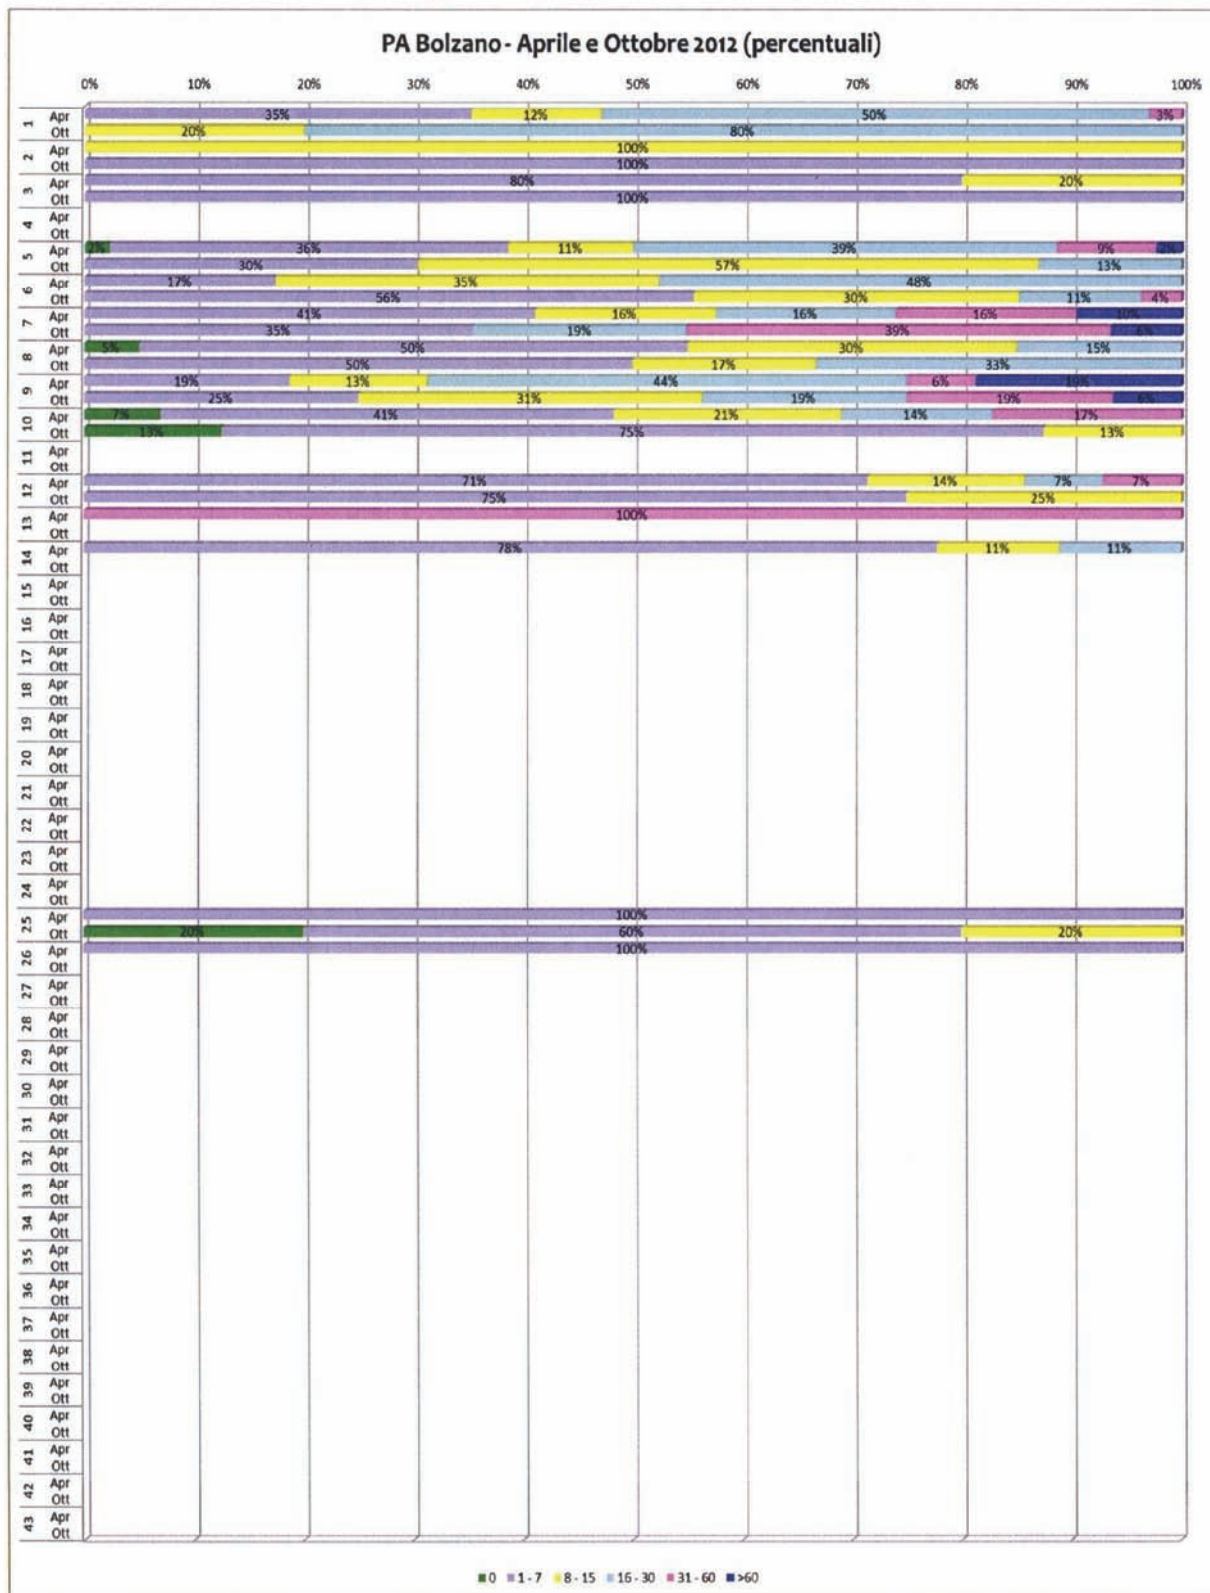 PA Bolzano - Aprile e Ottobre 2012 (percentuali)
0% 10% 20% 30% 40% 50% 60% 70% 80% 90% 100%
1 Apr 35% 12% 50% 3%
Ott 20% 80%
2 Apr 100%
Ott 100%
3 Apr 80% 20%
Ott 100%
4 Apr
Ott
5 Apr 2% 36% 11% 39% 9% 2%
Ott 30% 57% 13%
6 Apr 17% 35% 48%
Ott 56% 30% 11% 4%
7 Apr 41% 16% 16% 16% 10%
Ott 35% 19% 39% 6%
8 Apr 5% 50% 30% 15%
Ott 50% 17% 33%
9 Apr 19% 13% 44% 6% 19%
Ott 25% 31% 19% 19% 6%
10 Apr 7% 41% 21% 14% 17%
Ott 13% 75% 13%
11 Apr
Ott
12 Apr 71% 14% 7% 7%
Ott 75% 25%
13 Apr 100%
Ott
14 Apr 78% 11% 11%
Ott
15 Apr
Ott
16 Apr
Ott
17 Apr
Ott
18 Apr
Ott
19 Apr
Ott
20 Apr
Ott
21 Apr
Ott
22 Apr
Ott
23 Apr
Ott
24 Apr
Ott
25 Apr 100%
Ott 20% 60% 20%
26 Apr 100%
Ott
27 Apr
Ott
28 Apr
Ott
29 Apr
Ott
30 Apr
Ott
31 Apr
Ott
32 Apr
Ott
33 Apr
Ott
34 Apr
Ott
35 Apr
Ott
36 Apr
Ott
37 Apr
Ott
38 Apr
Ott
39 Apr
Ott
40 Apr
Ott
41 Apr
Ott
42 Apr
Ott
43 Apr
Ott
0 1 - 7 8 - 15 16 - 30 31 - 60 >60